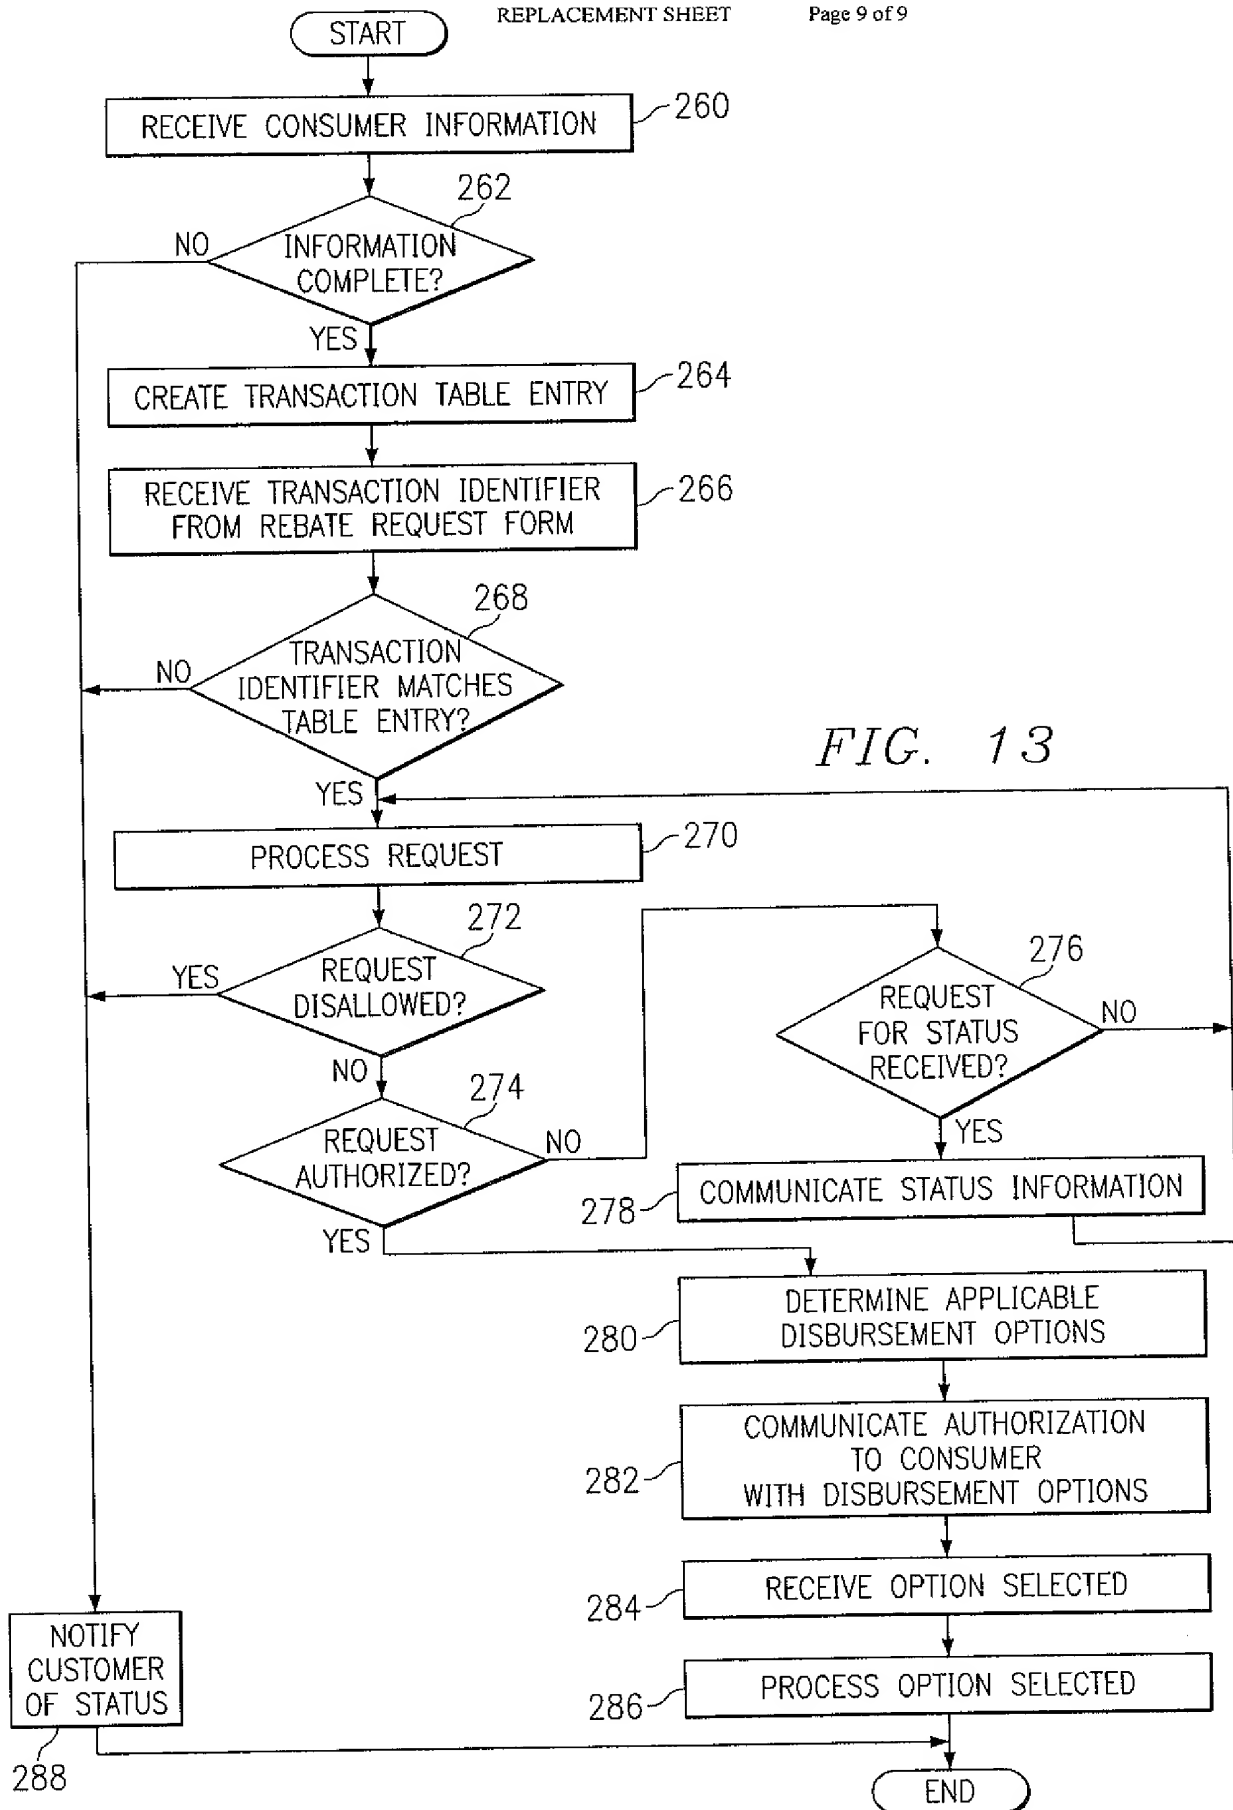 REPLACEMENT SHEET Page 9 of 9
START
RECEIVE CONSUMER INFORMATION
260
262
NO
INFORMATION
COMPLETE?
YES
CREATE TRANSACTION TABLE ENTRY
264
RECEIVE TRANSACTION IDENTIFIER
FROM REBATE REQUEST FORM
266
268
NO
TRANSACTION
IDENTIFIER MATCHES
TABLE ENTRY?
FIG. 13
YES
PROCESS REQUEST
270
272
YES
REQUEST
DISALLOWED?
NO
274
REQUEST
AUTHORIZED?
NO
YES
276
REQUEST
FOR STATUS
RECEIVED?
NO
YES
COMMUNICATE STATUS INFORMATION
278
DETERMINE APPLICABLE
DISBURSEMENT OPTIONS
280
COMMUNICATE AUTHORIZATION
TO CONSUMER
WITH DISBURSEMENT OPTIONS
282
RECEIVE OPTION SELECTED
284
PROCESS OPTION SELECTED
286
NOTIFY
CUSTOMER
OF STATUS
288
END